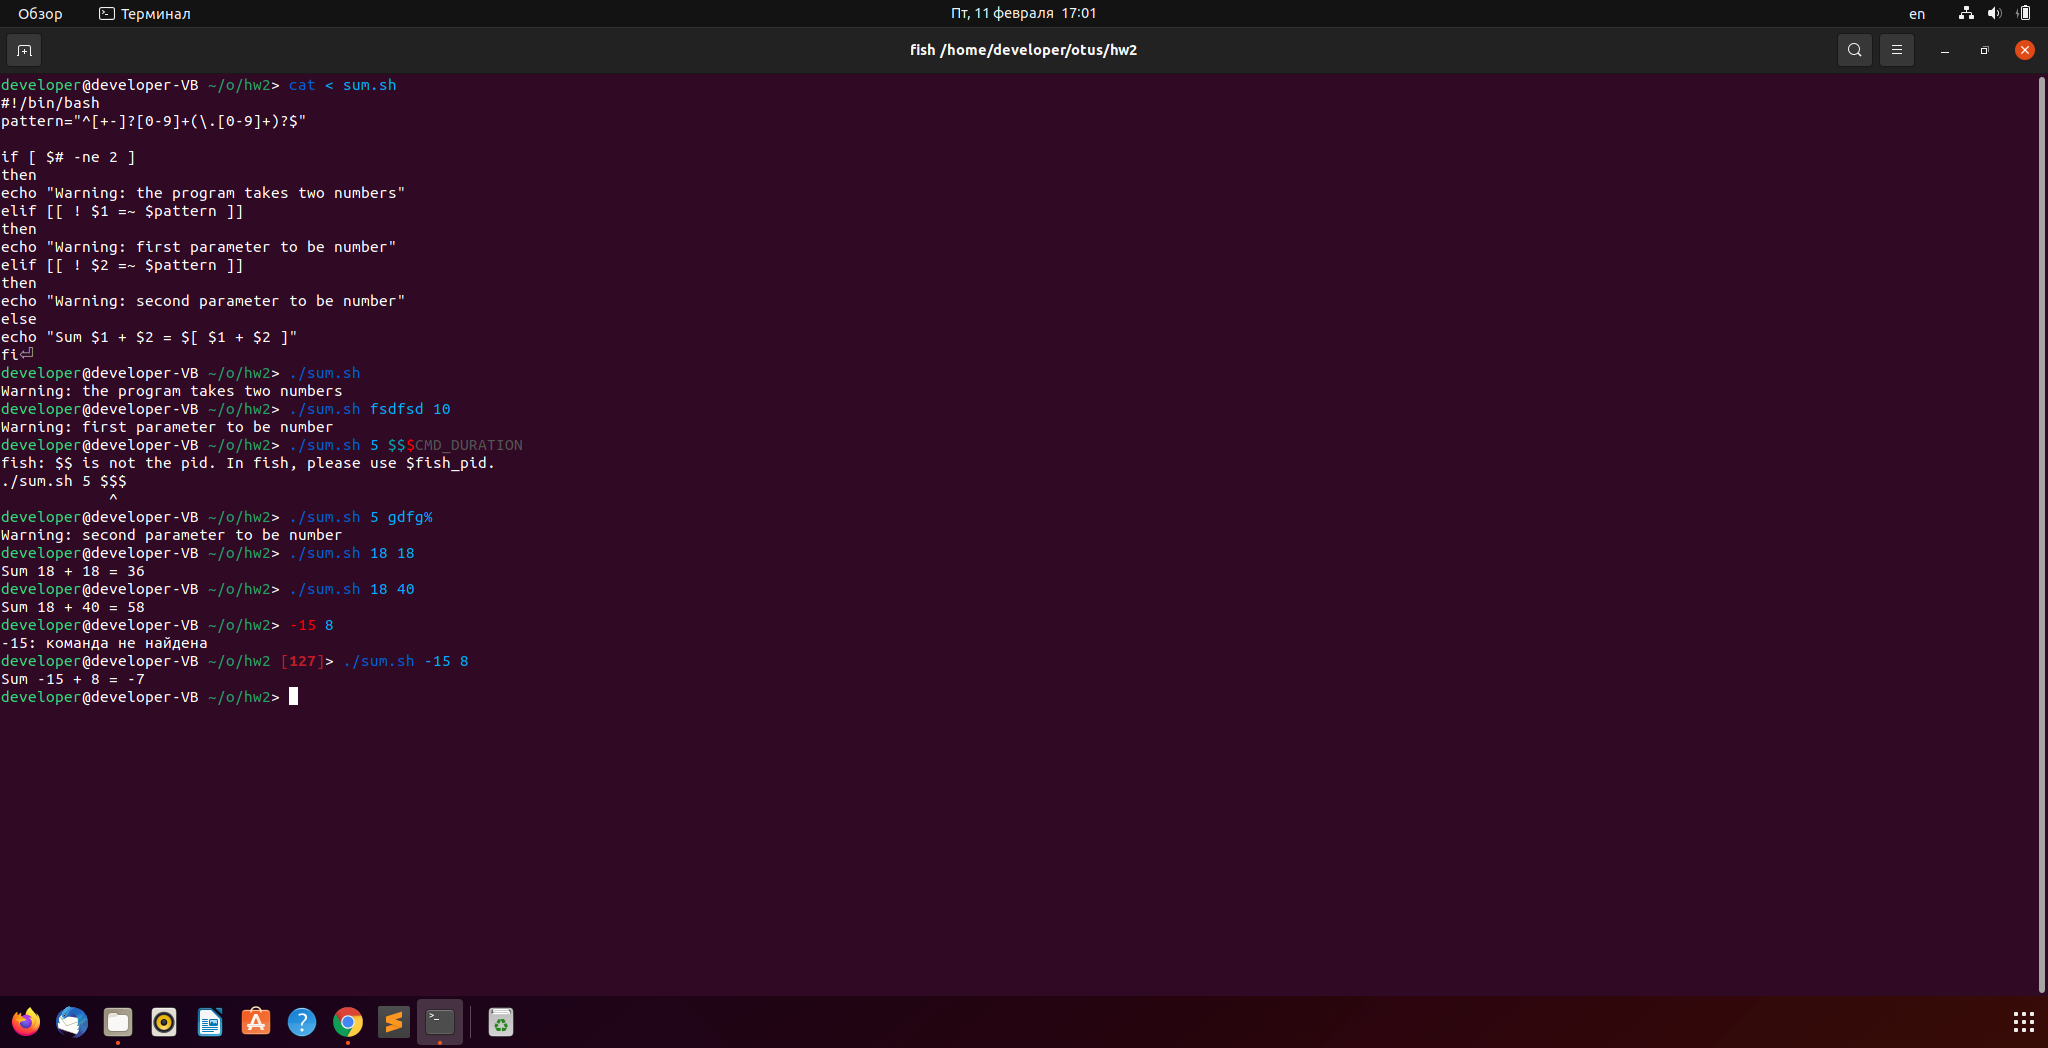 Обзор
Терминал
Пт, 11 февраля 17:01
en
fish /home/developer/otus/hw2
developer@developer-VB ~/o/hw2> cat < sum.sh
#!/bin/bash
pattern="^[+-]?[0-9]+(\.[0-9]+)?$"
if [ $# -ne 2 ]
then
echo "Warning: the program takes two numbers"
elif [[ ! $1 =~ $pattern ]]
then
echo "Warning: first parameter to be number"
elif [[ ! $2 =~ $pattern ]]
then
echo "Warning: second parameter to be number"
else
echo "Sum $1 + $2 = $[ $1 + $2 ]"
fi⏎
developer@developer-VB ~/o/hw2> ./sum.sh
Warning: the program takes two numbers
developer@developer-VB ~/o/hw2> ./sum.sh fsdfsd 10
Warning: first parameter to be number
developer@developer-VB ~/o/hw2> ./sum.sh 5 $$$CMD_DURATION
fish: $$ is not the pid. In fish, please use $fish_pid.
./sum.sh 5 $$$
^
developer@developer-VB ~/o/hw2> ./sum.sh 5 gdfg%
Warning: second parameter to be number
developer@developer-VB ~/o/hw2> ./sum.sh 18 18
Sum 18 + 18 = 36
developer@developer-VB ~/o/hw2> ./sum.sh 18 40
Sum 18 + 40 = 58
developer@developer-VB ~/o/hw2> -15 8
-15: команда не найдена
developer@developer-VB ~/o/hw2 [127]> ./sum.sh -15 8
Sum -15 + 8 = -7
developer@developer-VB ~/o/hw2>